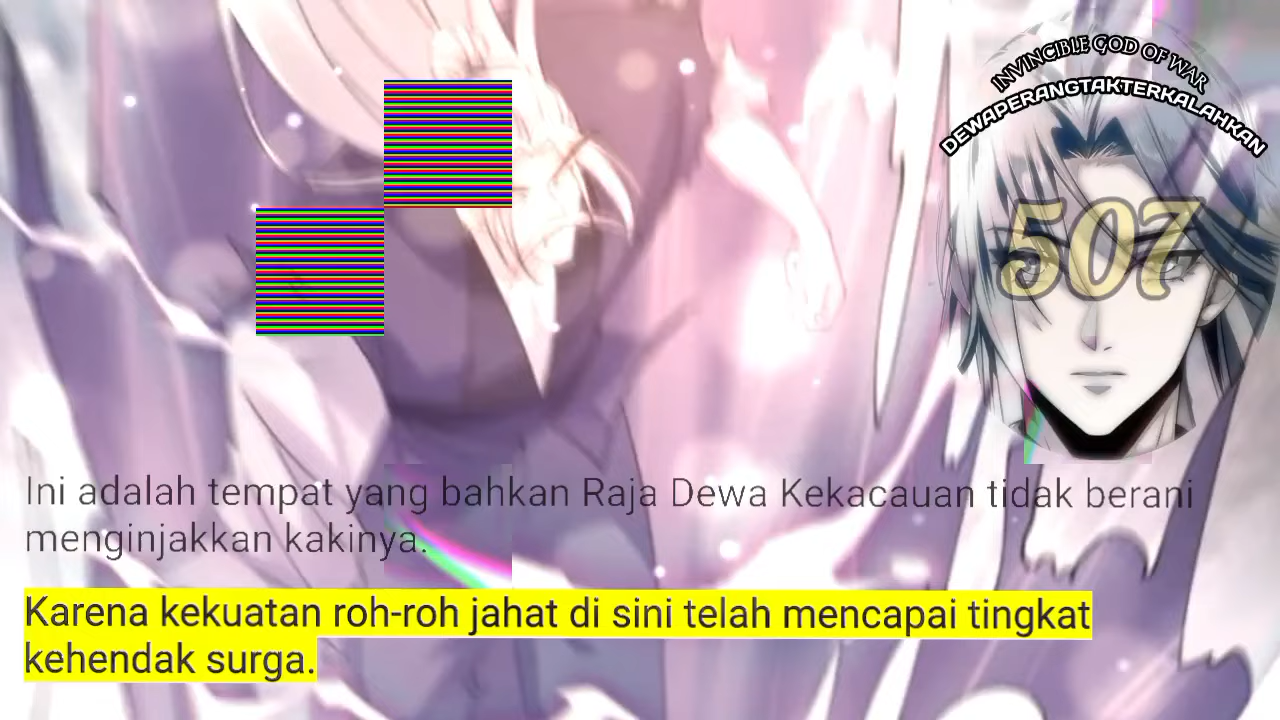 INVINCIBLE GOD OF WAR
DEWAPERANGTAKTERKALAHKAN
507
Ini adalah tempat yang bahkan Raja Dewa Kekacauan tidak berani
menginjakkan kakinya.
Karena kekuatan roh-roh jahat di sini telah mencapai tingkat
kehendak surga.